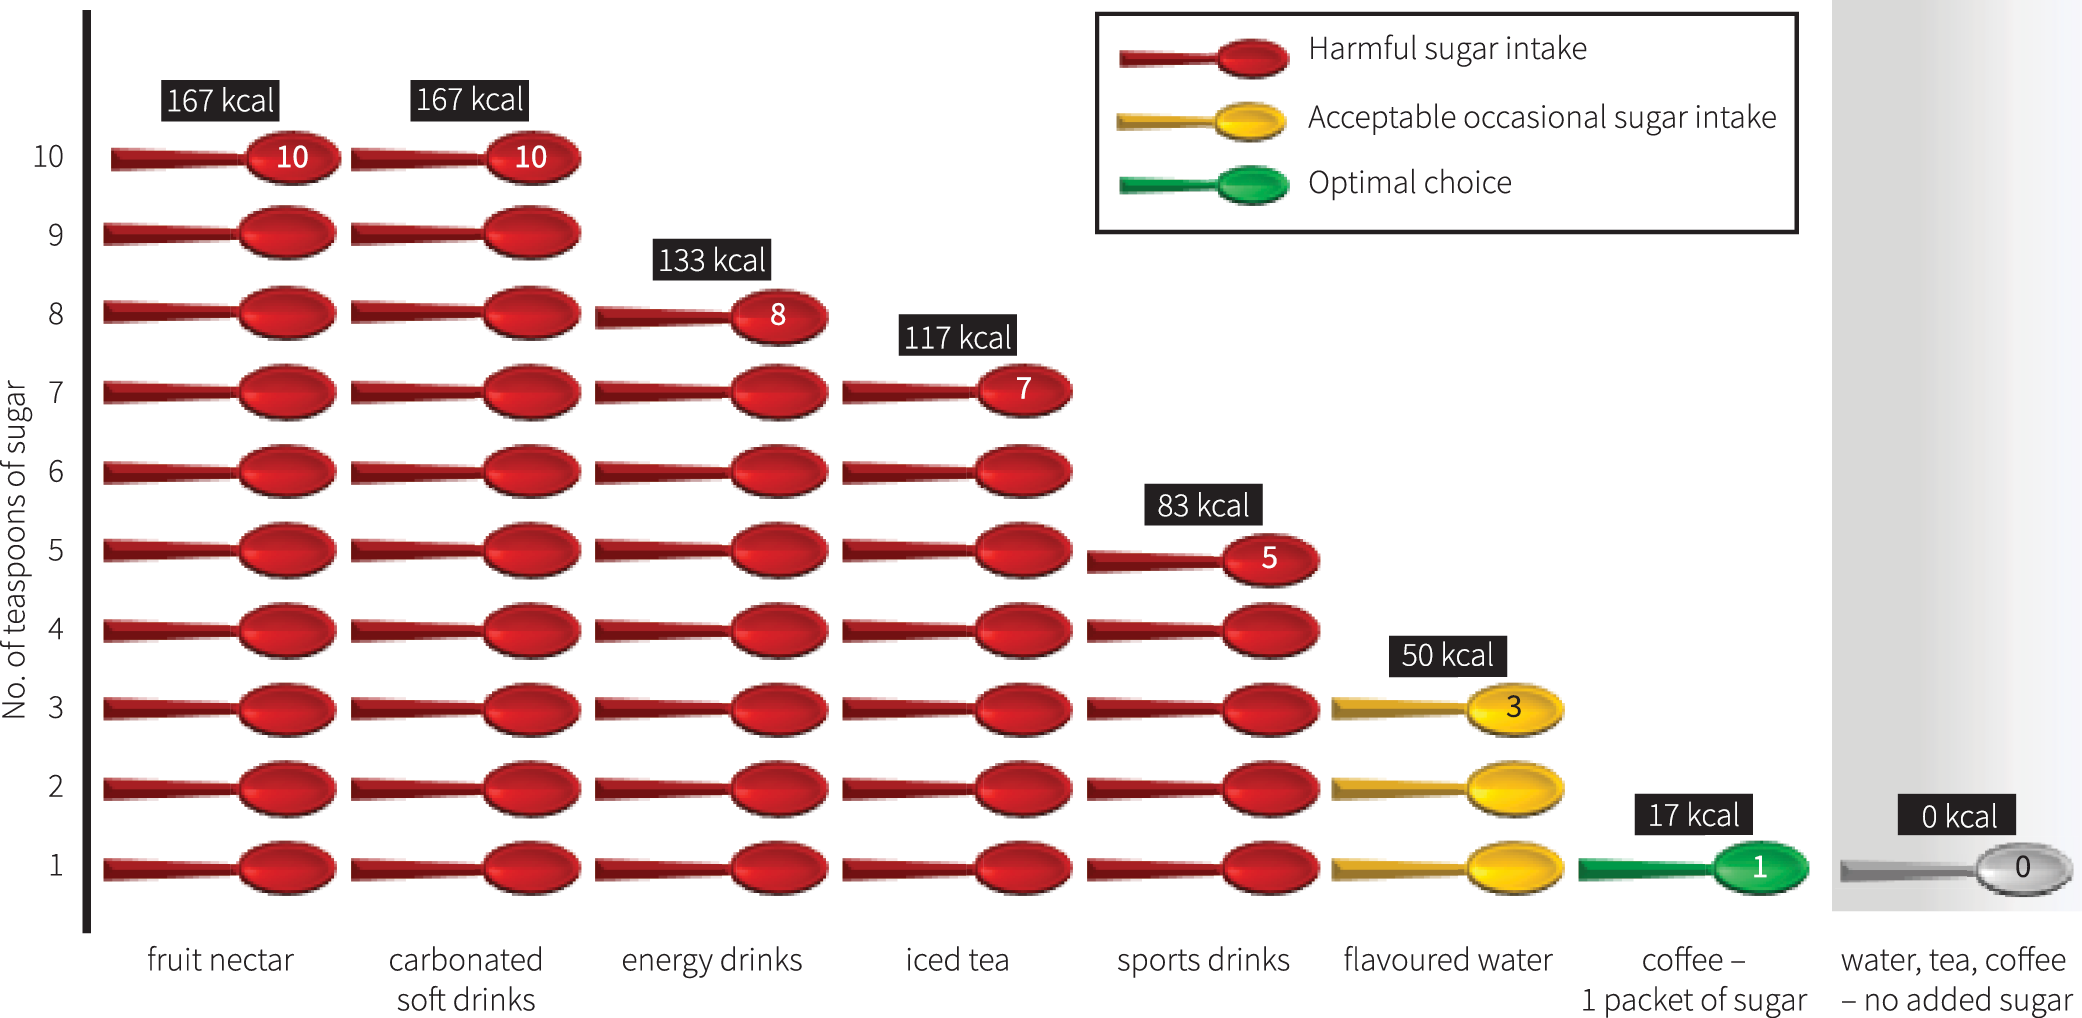 Harmful sugar intake
Acceptable occasional sugar intake
Optimal choice
No. of teaspoons of sugar
10
9
8
7
6
5
4
3
2
1
167 kcal
10
167 kcal
10
133 kcal
8
117 kcal
7
83 kcal
5
50 kcal
3
17 kcal
1
0 kcal
0
fruit nectar
carbonated
soft drinks
energy drinks
iced tea
sports drinks
flavoured water
coffee –
1 packet of sugar
water, tea, coffee
– no added sugar